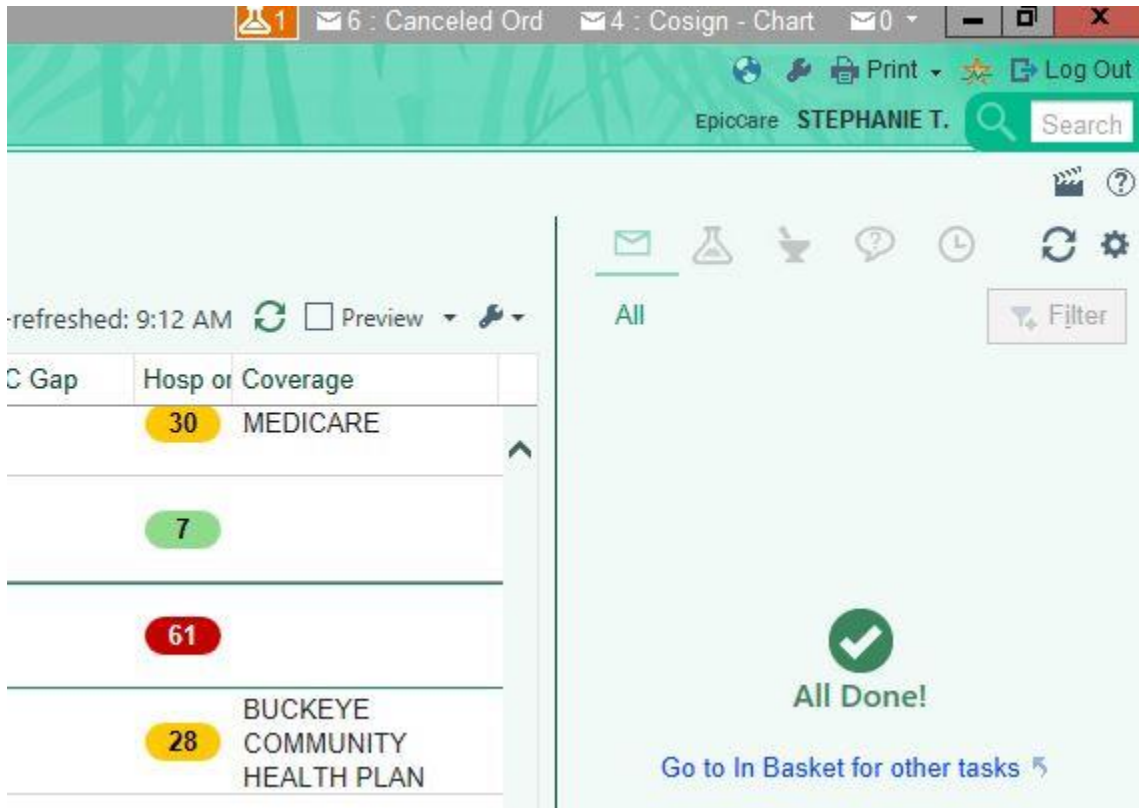 1 6 : Canceled Ord 4 : Cosign - Chart 0
Print Log Out
EpicCare STEPHANIE T. Search
-refreshed: 9:12 AM Preview
All Filter
C Gap Hosp or Coverage
30 MEDICARE
7
61
28 BUCKEYE
COMMUNITY
HEALTH PLAN
All Done!
Go to In Basket for other tasks